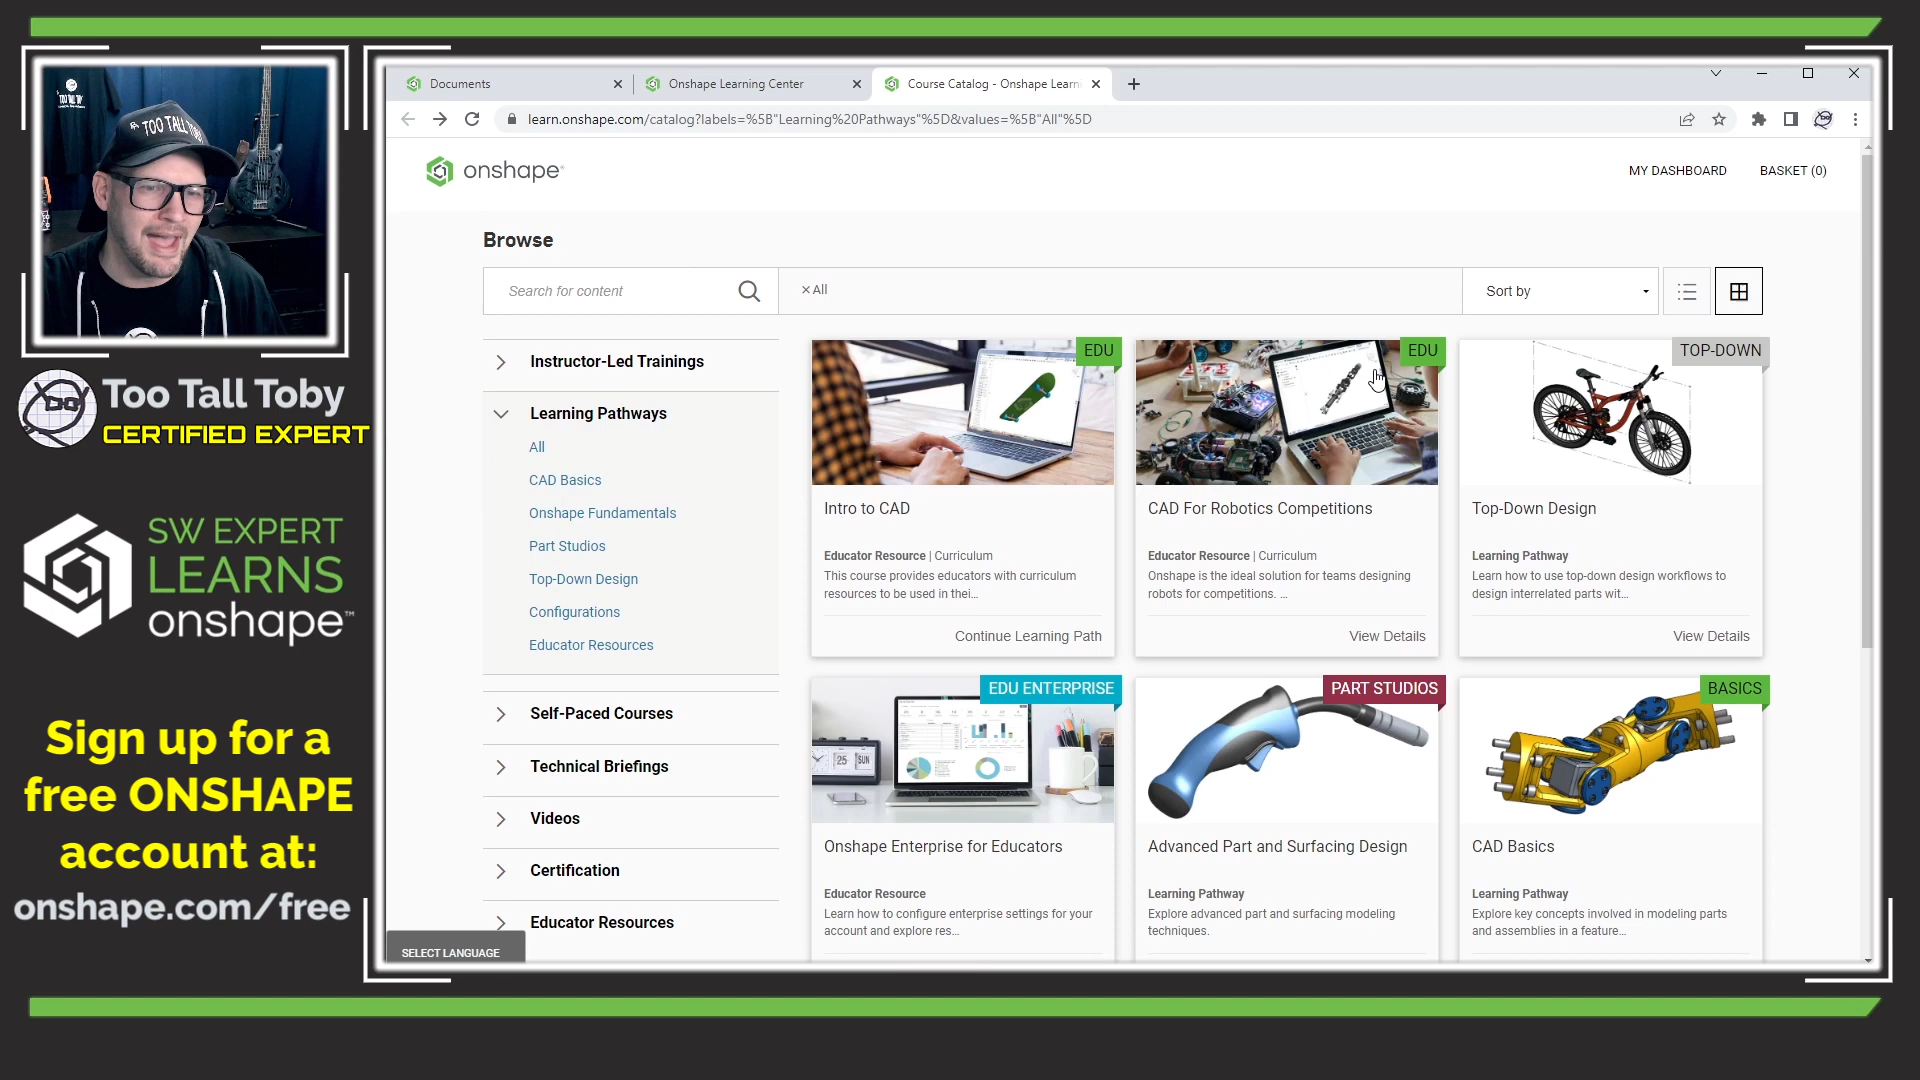 Documents
Onshape Learning Center
Course Catalog - Onshape Learn
learn.onshape.com/catalog?labels=%5B"Learning%20Pathways"%5D&values=%5B"All"%5D
onshape
MY DASHBOARD
BASKET (0)
Browse
Search for content
× All
Sort by
Instructor-Led Trainings
Learning Pathways
All
CAD Basics
Onshape Fundamentals
Part Studios
Top-Down Design
Configurations
Educator Resources
Self-Paced Courses
Technical Briefings
Videos
Certification
Educator Resources
SELECT LANGUAGE
EDU
Intro to CAD
Educator Resource | Curriculum
This course provides educators with curriculum
resources to be used in thei...
Continue Learning Path
EDU
CAD For Robotics Competitions
Educator Resource | Curriculum
Onshape is the ideal solution for teams designing
robots for competitions. ...
View Details
TOP-DOWN
Top-Down Design
Learning Pathway
Learn how to use top-down design workflows to
design interrelated parts wit...
View Details
EDU ENTERPRISE
25 SUN
Onshape Enterprise for Educators
Educator Resource
Learn how to configure enterprise settings for your
account and explore res...
PART STUDIOS
Advanced Part and Surfacing Design
Learning Pathway
Explore advanced part and surfacing modeling
techniques.
BASICS
CAD Basics
Learning Pathway
Explore key concepts involved in modeling parts
and assemblies in a feature...
TOO TALL TOBY
TOO TALL TOBY
Too Tall Toby
CERTIFIED EXPERT
SW EXPERT
LEARNS
onshape™
Sign up for a
free ONSHAPE
account at:
onshape.com/free